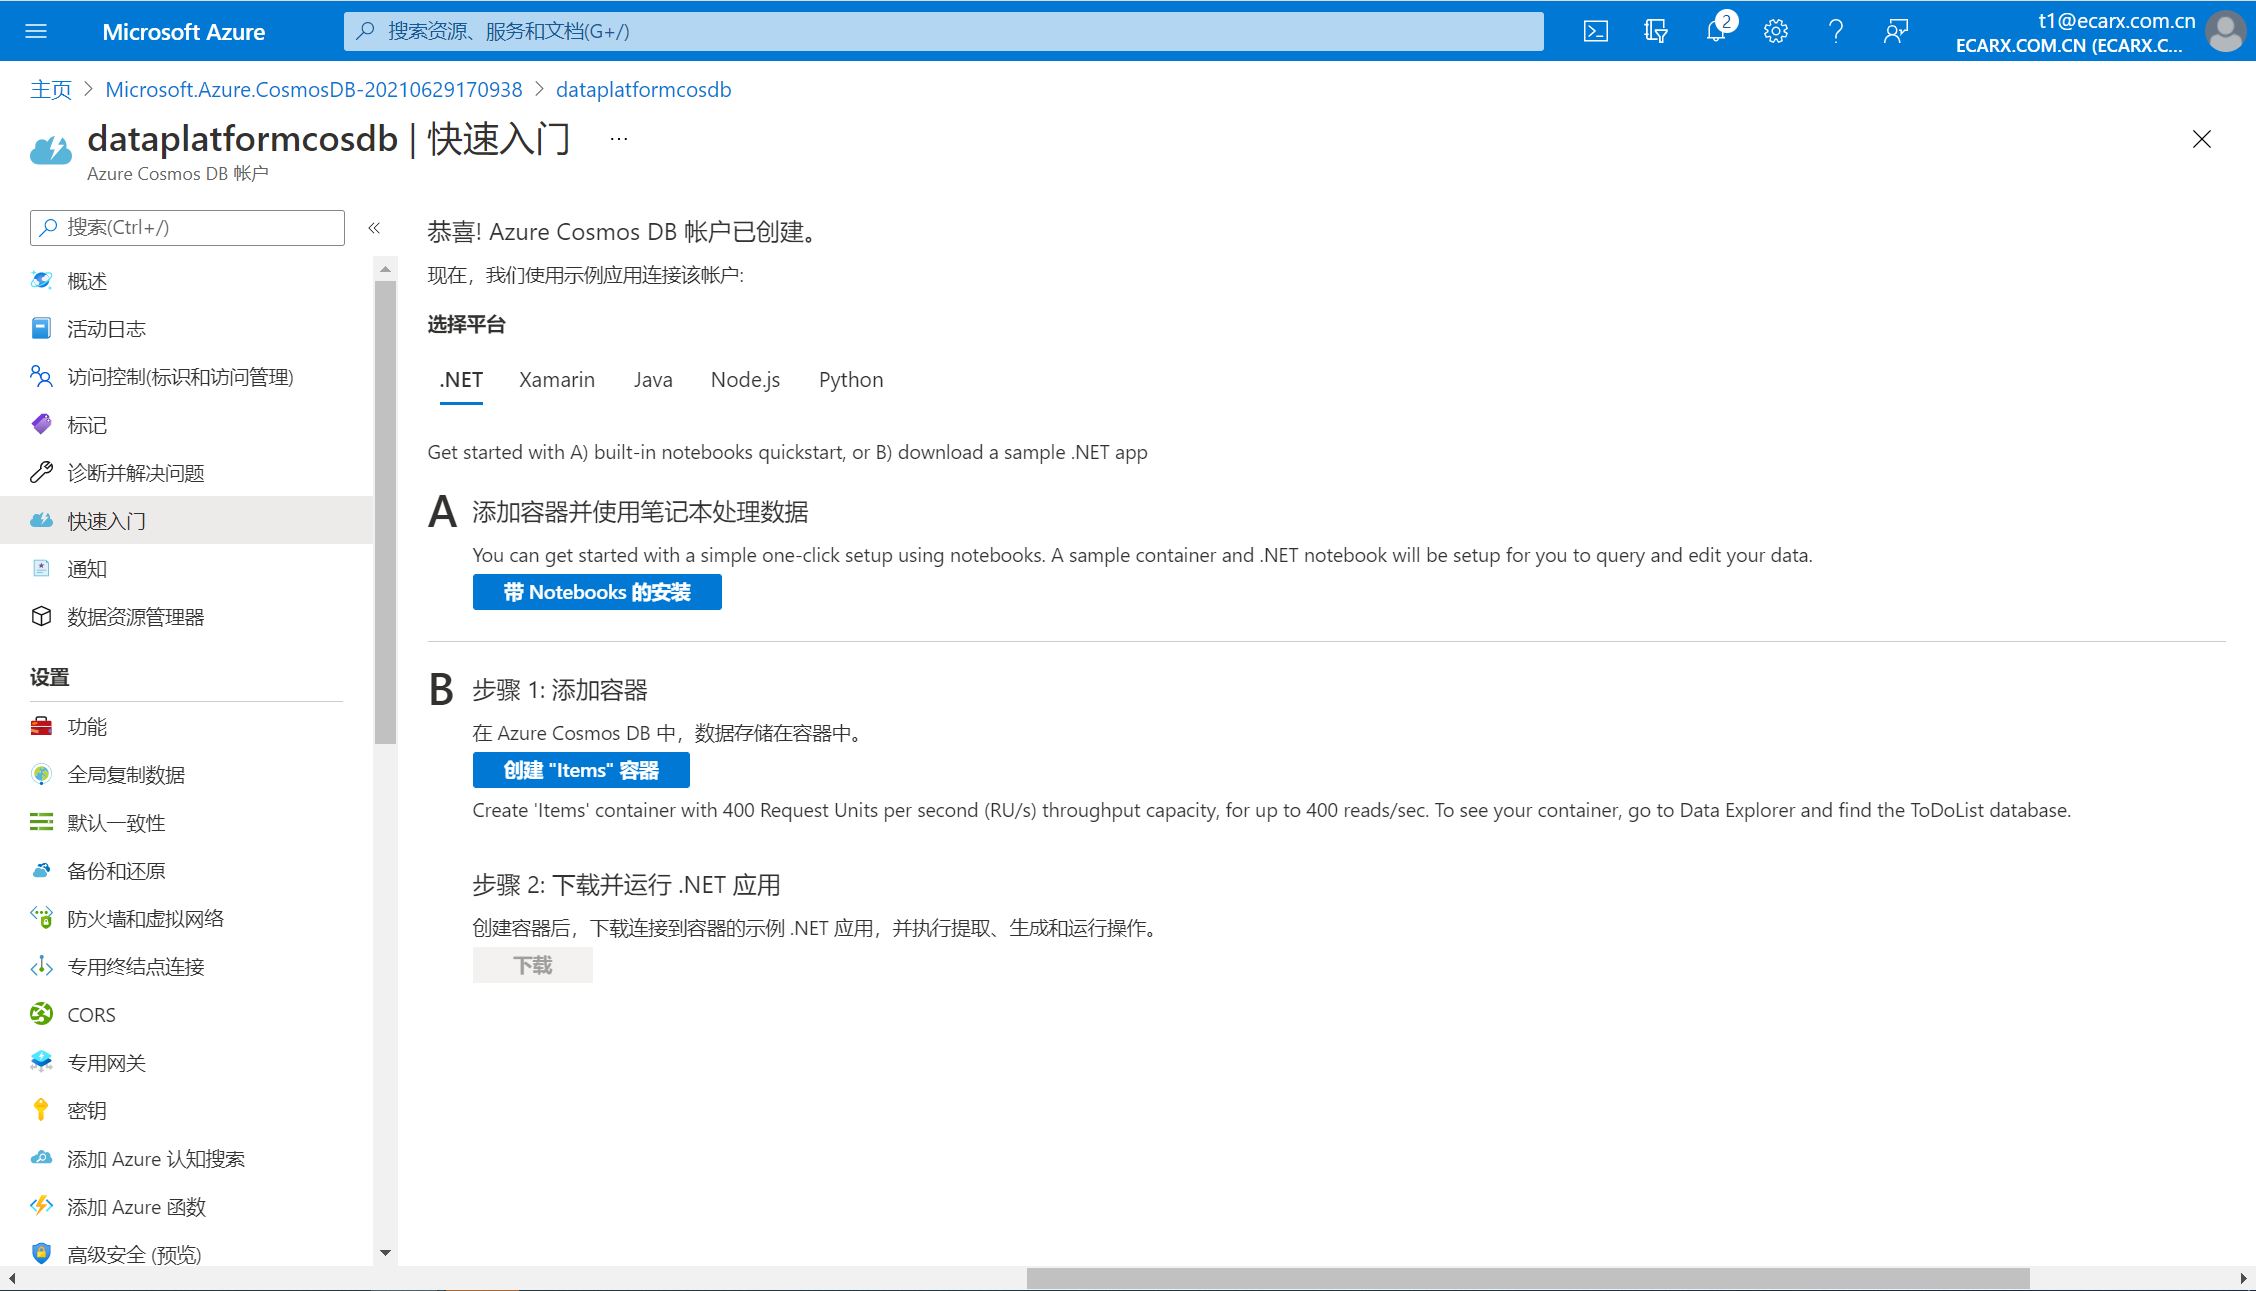 Microsoft Azure
搜索资源、服务和文档(G+/)
2
t1@ecarx.com.cn
ECARX.COM.CN (ECARX.C...
主页 > Microsoft.Azure.CosmosDB-20210629170938 > dataplatformcosdb
dataplatformcosdb | 快速入门 ...
Azure Cosmos DB 帐户
搜索(Ctrl+/)
«
概述
活动日志
访问控制(标识和访问管理)
标记
诊断并解决问题
快速入门
通知
数据资源管理器
设置
功能
全局复制数据
默认一致性
备份和还原
防火墙和虚拟网络
专用终结点连接
CORS
专用网关
密钥
添加 Azure 认知搜索
添加 Azure 函数
高级安全 (预览)
恭喜! Azure Cosmos DB 帐户已创建。
现在，我们使用示例应用连接该帐户:
选择平台
.NET Xamarin Java Node.js Python
Get started with A) built-in notebooks quickstart, or B) download a sample .NET app
A 添加容器并使用笔记本处理数据
You can get started with a simple one-click setup using notebooks. A sample container and .NET notebook will be setup for you to query and edit your data.
带 Notebooks 的安装
B 步骤 1: 添加容器
在 Azure Cosmos DB 中，数据存储在容器中。
创建 "Items" 容器
Create 'Items' container with 400 Request Units per second (RU/s) throughput capacity, for up to 400 reads/sec. To see your container, go to Data Explorer and find the ToDoList database.
步骤 2: 下载并运行 .NET 应用
创建容器后，下载连接到容器的示例 .NET 应用，并执行提取、生成和运行操作。
下载